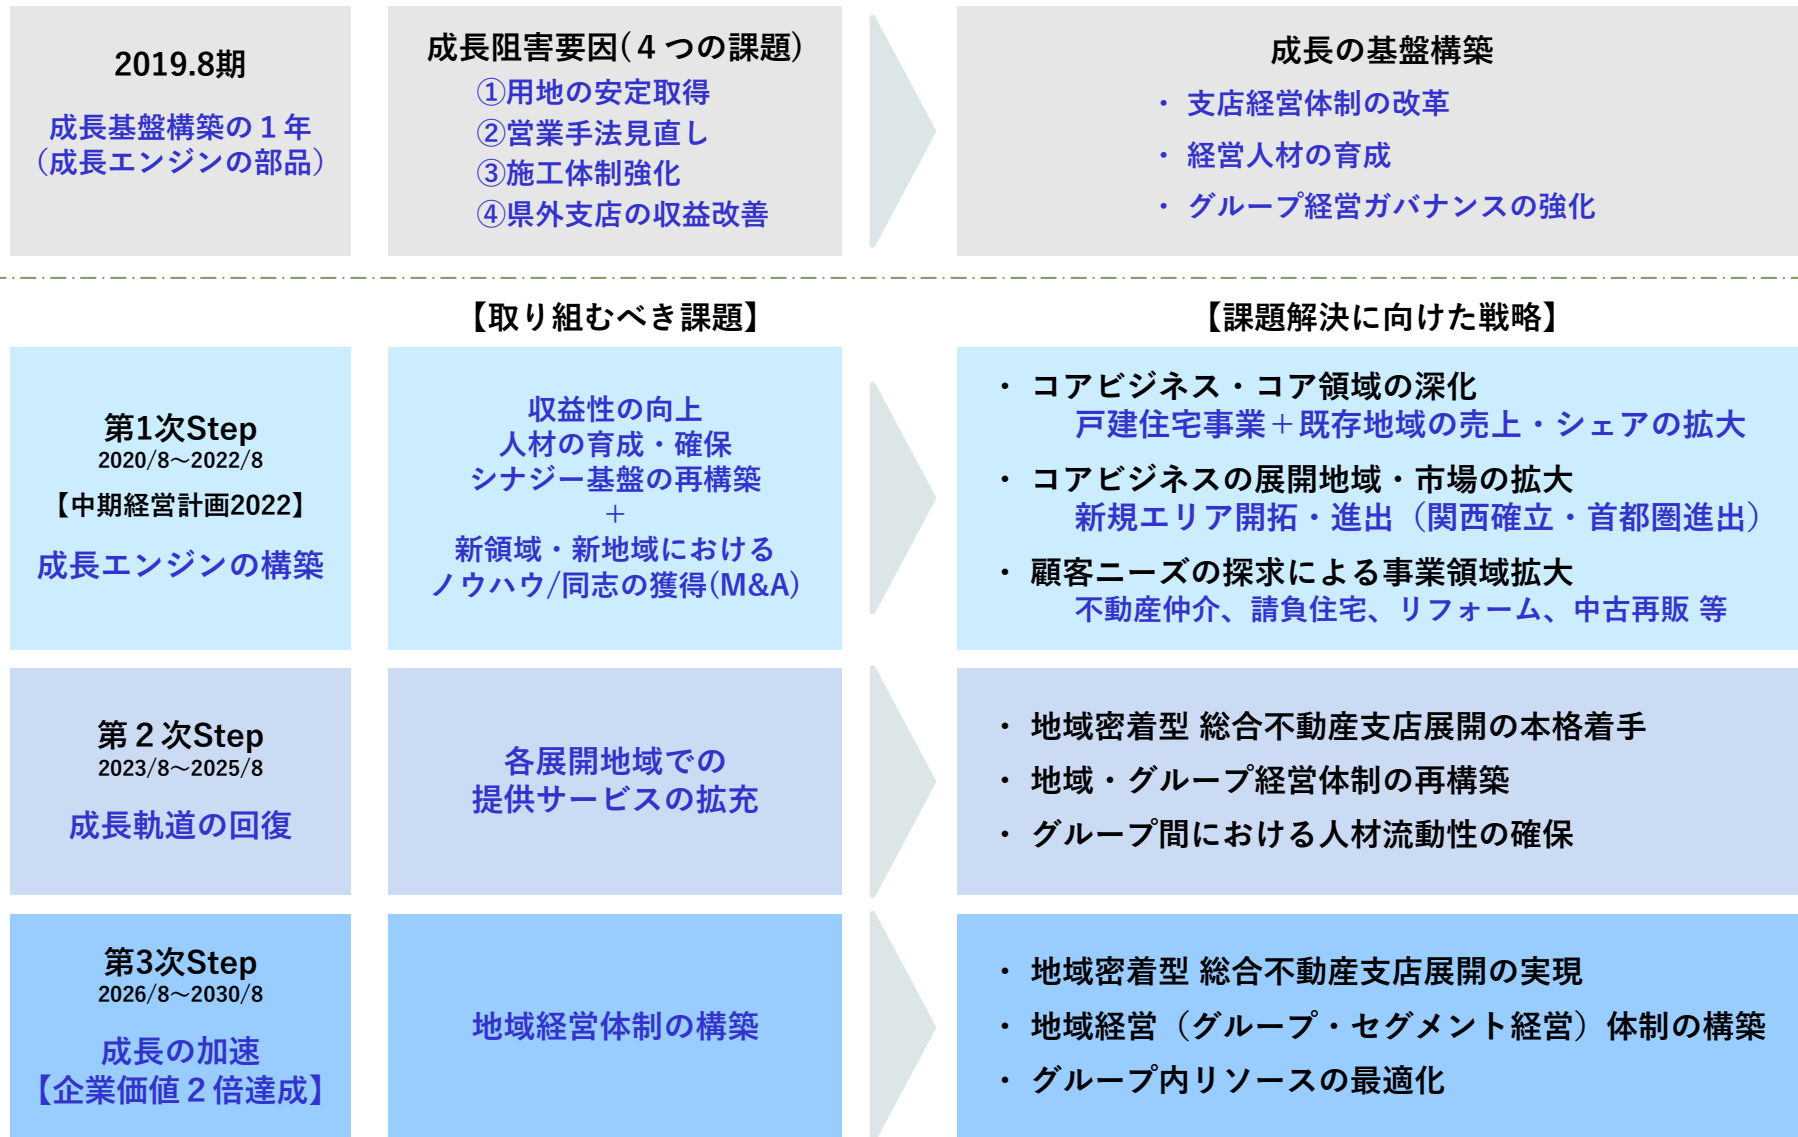 2019.8期
成長基盤構築の１年
（成長エンジンの部品）
成長阻害要因(４つの課題)
①用地の安定取得
②営業手法見直し
③施工体制強化
④県外支店の収益改善
成長の基盤構築
・ 支店経営体制の改革
・ 経営人材の育成
・ グループ経営ガバナンスの強化
【取り組むべき課題】
【課題解決に向けた戦略】
第1次Step
2020/8～2022/8
【中期経営計画2022】
成長エンジンの構築
収益性の向上
人材の育成・確保
シナジー基盤の再構築
＋
新領域・新地域における
ノウハウ/同志の獲得(M&A)
・ コアビジネス・コア領域の深化
戸建住宅事業＋既存地域の売上・シェアの拡大
・ コアビジネスの展開地域・市場の拡大
新規エリア開拓・進出（関西確立・首都圏進出）
・ 顧客ニーズの探求による事業領域拡大
不動産仲介、請負住宅、リフォーム、中古再販 等
第２次Step
2023/8～2025/8
成長軌道の回復
各展開地域での
提供サービスの拡充
・ 地域密着型 総合不動産支店展開の本格着手
・ 地域・グループ経営体制の再構築
・ グループ間における人材流動性の確保
第3次Step
2026/8～2030/8
成長の加速
【企業価値２倍達成】
地域経営体制の構築
・ 地域密着型 総合不動産支店展開の実現
・ 地域経営（グループ・セグメント経営）体制の構築
・ グループ内リソースの最適化